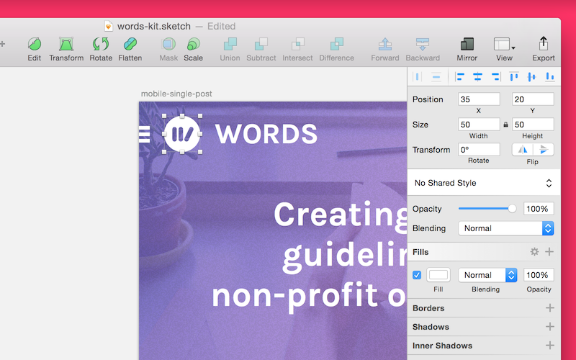 words-kit.sketch — Edited
Edit Transform Rotate Flatten Mask Scale Union Subtract Intersect Difference Forward Backward Mirror View Export
mobile-single-post
WORDS
Creating
guidelin
non-profit o
Position 35 20
X Y
Size 50 50
Width Height
Transform 0°
Rotate Flip
No Shared Style
Opacity 100%
Blending Normal
Fills
Normal 100%
Fill Blending Opacity
Borders
Shadows
Inner Shadows